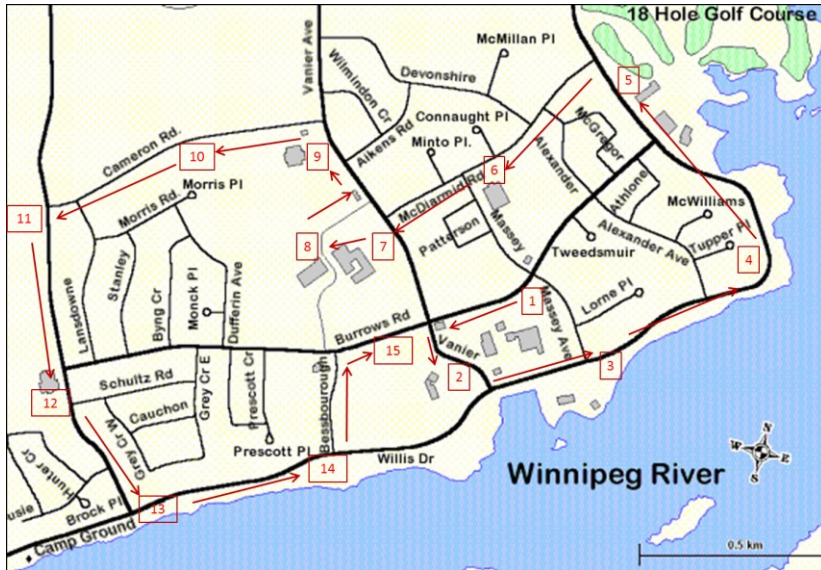 18 Hole Golf Course
McMillan Pl
Vanier Ave
Devonshire
Wilmindon Cr
Connaught Pl
5
McGregor
Aikens Rd
Minto Pl.
Alexander
Cameron Rd.
10
9
6
Morris Pl
McDiarmid Rd
Athlone
McWilliams
11
Morris Rd.
Massey
Patterson
Alexander Ave
Tupper Pl
8
7
Tweedsmuir
4
Lansdowne
Stanley
Byng Cr
Monck Pl
Dufferin Ave
Massey Ave
Lorne Pl
1
Burrows Rd
Vanier
15
3
Schultz Rd
Grey Cr E
Prescott Cr
Bessbourough
2
12
Cauchon
Grey Cr W
Hunter Cr
Prescott Pl
14
Willis Dr
N
N
W
E
S
S
Winnipeg River
usie
Brock Pl
13
Camp Ground
0.5 km